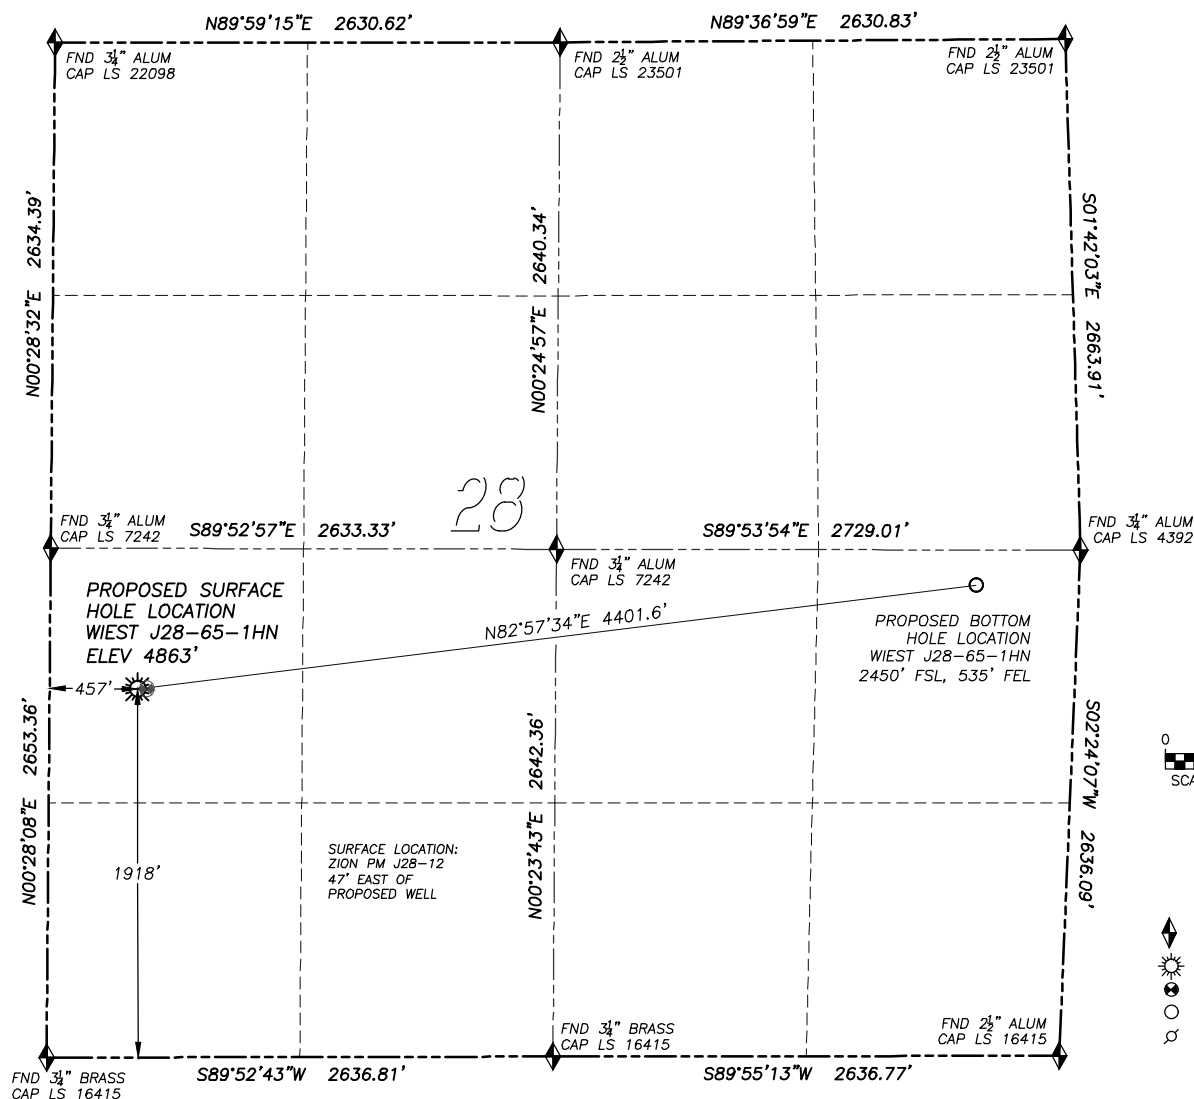 N89°59'15"E 2630.62'
N89°36'59"E 2630.83'
FND 3¼" ALUM
CAP LS 22098
FND 2½" ALUM
CAP LS 23501
FND 2½" ALUM
CAP LS 23501
N00°28'32"E 2634.39'
N00°24'57"E 2640.34'
S01°42'03"E 2663.91'
28
FND 3¼" ALUM
CAP LS 7242
S89°52'57"E 2633.33'
S89°53'54"E 2729.01'
FND 3¼" ALUM
CAP LS 4392
FND 3¼" ALUM
CAP LS 7242
PROPOSED SURFACE
HOLE LOCATION
WIEST J28-65-1HN
ELEV 4863'
N82°57'34"E 4401.6'
PROPOSED BOTTOM
HOLE LOCATION
WIEST J28-65-1HN
2450' FSL, 535' FEL
457'
N00°28'08"E 2653.36'
N00°23'43"E 2642.36'
S02°24'07"W 2636.09'
0
SCA
1918'
SURFACE LOCATION:
ZION PM J28-12
47' EAST OF
PROPOSED WELL
FND 3¼" BRASS
CAP LS 16415
FND 2½" ALUM
CAP LS 16415
FND 3¼" BRASS
CAP LS 16415
S89°52'43"W 2636.81'
S89°55'13"W 2636.77'